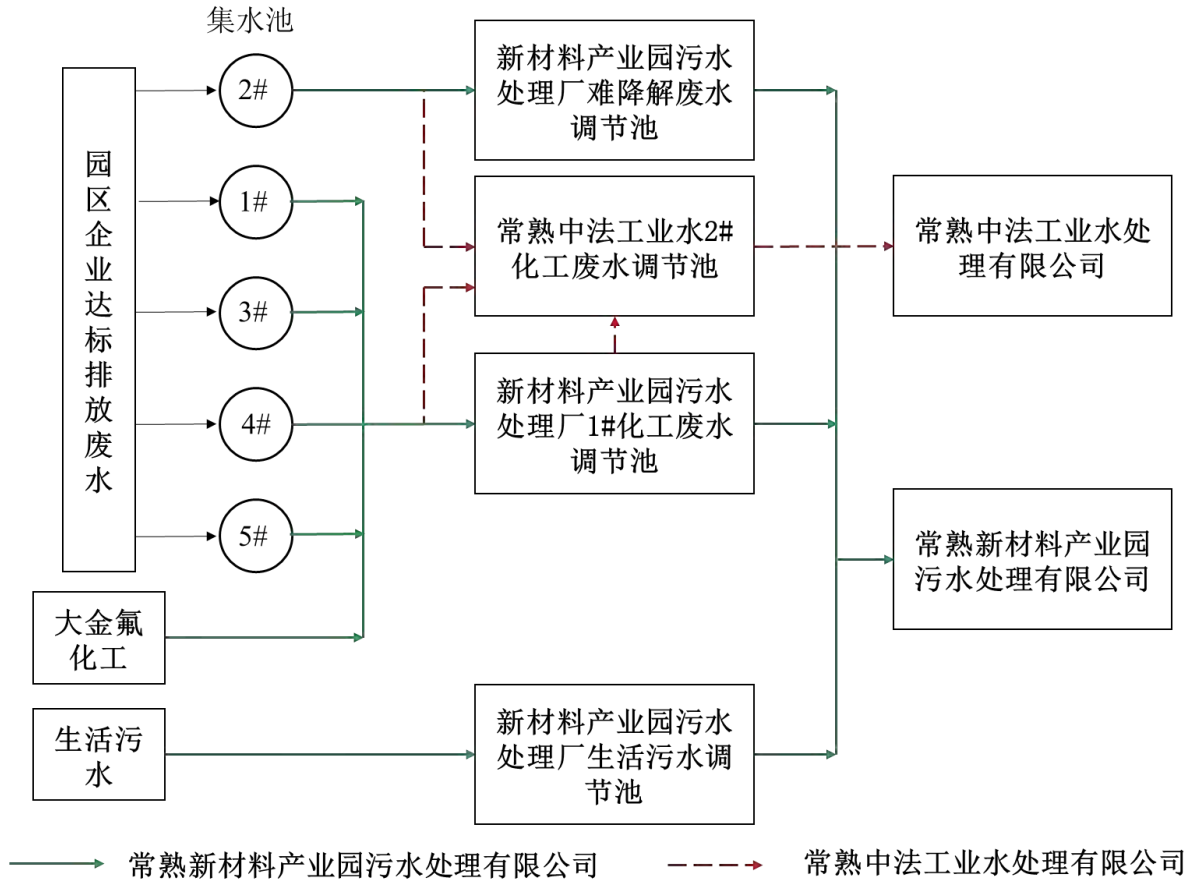 集水池
2#
1#
3#
4#
5#
园区企业达标排放废水
大金氟
化工
生活污
水
新材料产业园污水
处理厂难降解废水
调节池
常熟中法工业水2#
化工废水调节池
新材料产业园污水
处理厂1#化工废水
调节池
新材料产业园污水
处理厂生活污水调
节池
常熟中法工业水处
理有限公司
常熟新材料产业园
污水处理有限公司
常熟新材料产业园污水处理有限公司
常熟中法工业水处理有限公司